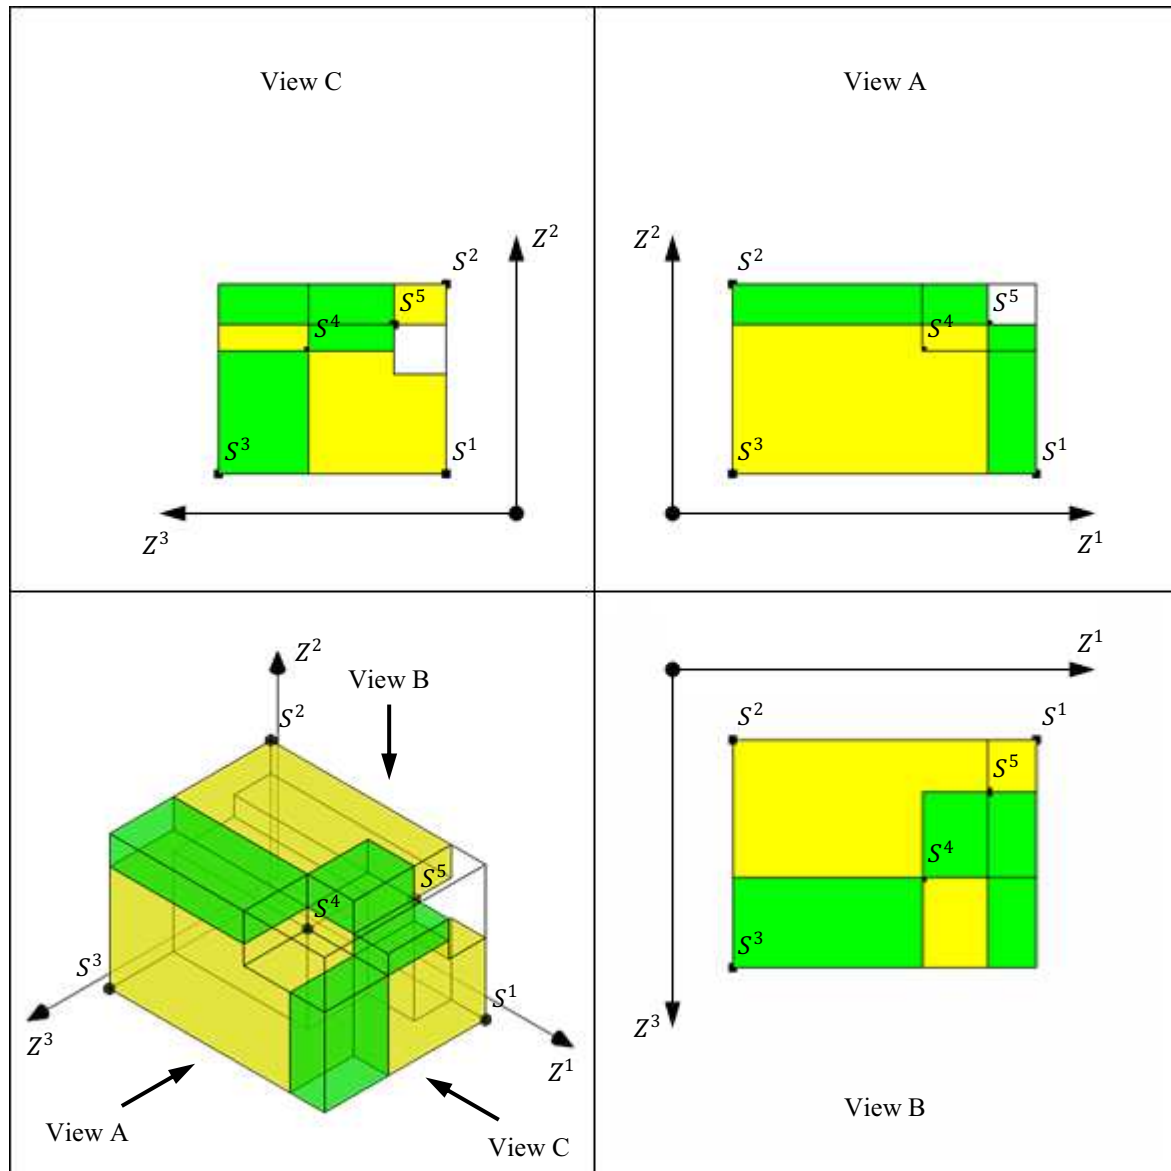 View C
Z²
S²
S⁵
S⁴
S³
S¹
Z³
View A
Z²
S²
S⁵
S⁴
S³
S¹
Z¹
Z²
View B
S²
S⁵
S⁴
S³
S¹
Z³
Z¹
View A
View C
Z¹
S²
S¹
S⁵
S⁴
S³
Z³
View B